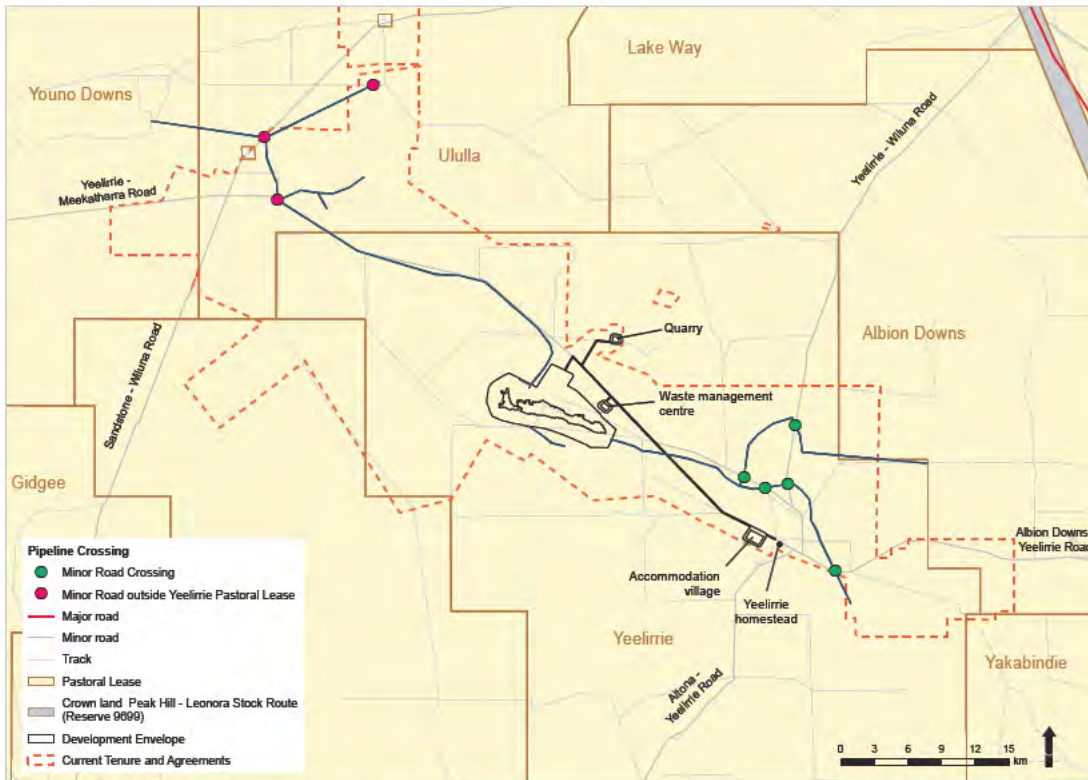 Lake Way
Youno Downs
Ululla
Yeelirrie - Wiluna Road
Yeelirrie -
Meekatharra Road
Quarry
Albion Downs
Sandstone - Wiluna Road
Waste management
centre
Gidgee
Pipeline Crossing
Minor Road Crossing
Minor Road outside Yeelirrie Pastoral Lease
Major road
Minor road
Track
Pastoral Lease
Crown land Peak Hill - Leonora Stock Route
(Reserve 9699)
Development Envelope
Current Tenure and Agreements
Accommodation
village
Yeelirrie
homestead
Albion Downs
Yeelirrie Road
Yeelirrie
Altona -
Yeelirrie Road
Yakabindie
0 3 6 9 12 15
km